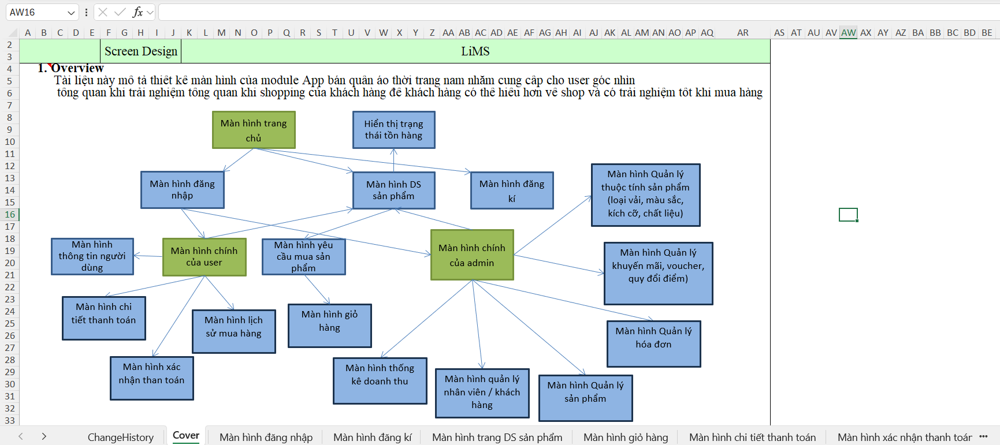 AW16
fx
A B C D E F G H I J K L M N O P Q R S T U V W X Y Z AA AB AC AD AE AF AG AH AI AJ AK AL AM AN AO AP AQ AR AS AT AU AV AW AX AY AZ BA BB BC BD BE
2
3
Screen Design
LiMS
4
1. Overview
5
Tài liệu này mô tả thiết kế màn hình của module App bán quần áo thời trang nam nhằm cung cấp cho user góc nhìn
6
tổng quan khi trải nghiệm tổng quan khi shopping của khách hàng để khách hàng có thể hiểu hơn về shop và có trải nghiệm tốt khi mua hàng
7
8
9
10
11
12
13
14
15
16
17
18
19
20
21
22
23
24
25
26
27
28
29
30
31
32
33
Màn hình trang
chủ
Hiển thị trạng
thái tồn hàng
Màn hình đăng
nhập
Màn hình DS
sản phẩm
Màn hình đăng
kí
Màn hình Quản lý
thuộc tính sản phẩm
(loại vải, màu sắc,
kích cỡ, chất liệu)
Màn hình
thông tin người
dùng
Màn hình chính
của user
Màn hình yêu
cầu mua sản
phẩm
Màn hình chính
của admin
Màn hình Quản lý
khuyến mãi, voucher,
quy đổi điểm)
Màn hình chi
tiết thanh toán
Màn hình lịch
sử mua hàng
Màn hình giỏ
hàng
Màn hình Quản lý
hóa đơn
Màn hình xác
nhận than toán
Màn hình thống
kê doanh thu
Màn hình quản lý
nhân viên / khách
hàng
Màn hình Quản lý
sản phẩm
ChangeHistory
Cover
Màn hình đăng nhập
Màn hình đăng kí
Màn hình trang DS sản phẩm
Màn hình giỏ hàng
Màn hình chi tiết thanh toán
Màn hình xác nhận thanh toár